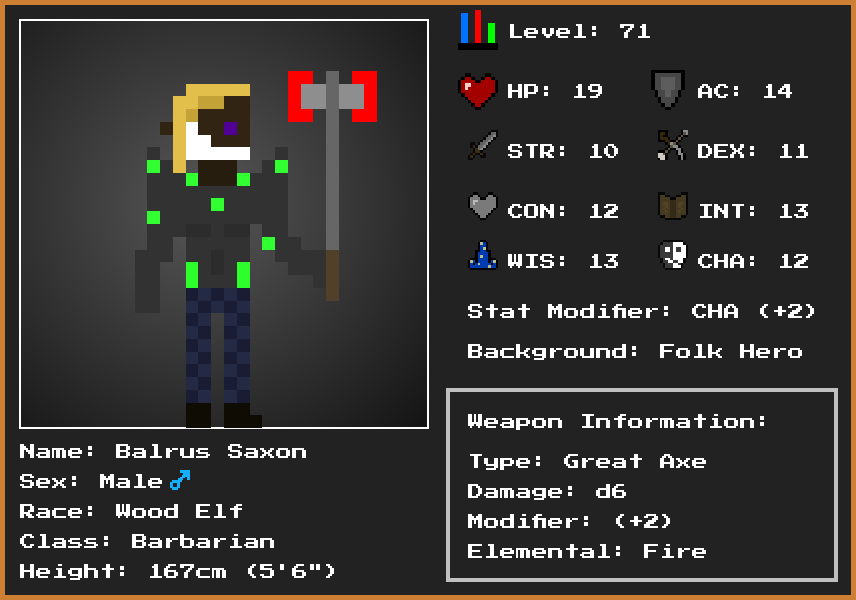 Level: 71
HP: 19
AC: 14
STR: 10
DEX: 11
CON: 12
INT: 13
WIS: 13
CHA: 12
Stat Modifier: CHA (+2)
Background: Folk Hero
Weapon Information:
Type: Great Axe
Damage: d6
Modifier: (+2)
Elemental: Fire
Name: Balrus Saxon
Sex: Male♂
Race: Wood Elf
Class: Barbarian
Height: 167cm (5'6")